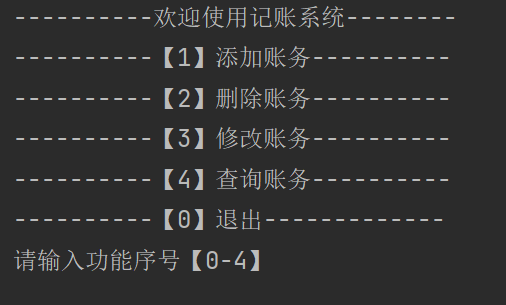 ----------欢迎使用记账系统--------
----------【1】添加账务----------
----------【2】删除账务----------
----------【3】修改账务----------
----------【4】查询账务----------
----------【0】退出-------------
请输入功能序号【0-4】